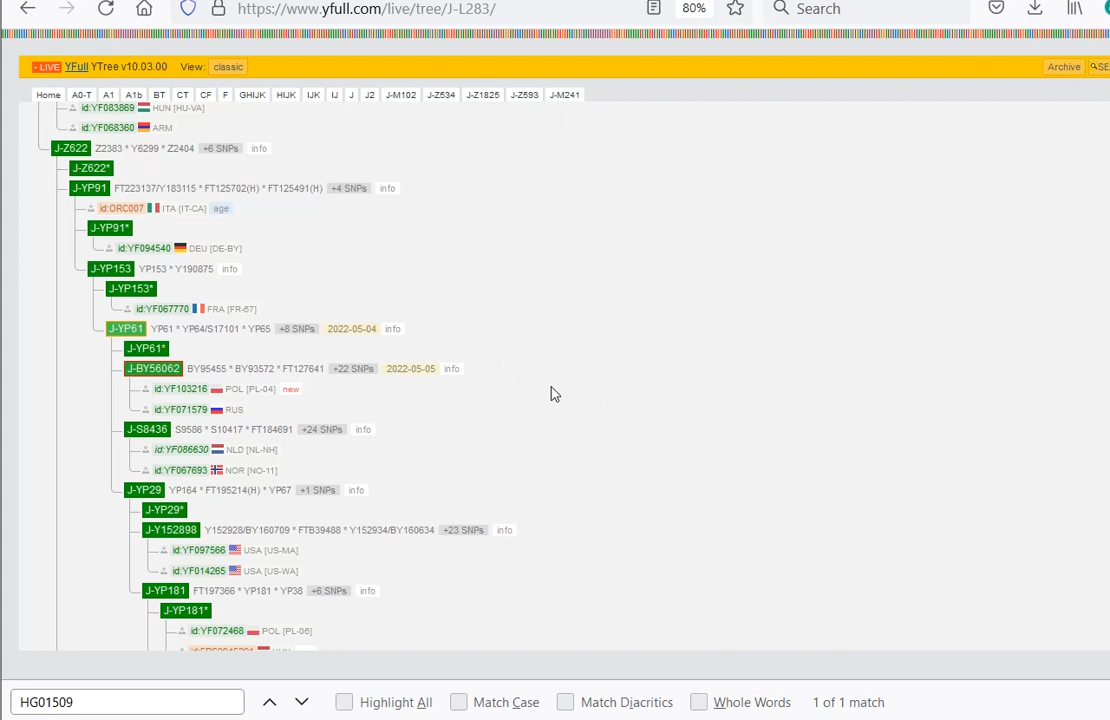 https://www.yfull.com/live/tree/J-L283/ 80% Search
• LIVE YFull YTree v10.03.00 View: classic Archive SE
Home A0-T A1 A1b BT CT CF F GHIJK HIJK IJK IJ J J2 J-M102 J-Z534 J-Z1825 J-Z593 J-M241
id:YF083869 HUN [HU-VA]
id:YF068360 ARM
J-Z622 Z2383 * Y6299 * Z2404 +6 SNPs info
J-Z622*
J-YP91 FT223137/Y183115 * FT125702(H) * FT125491(H) +4 SNPs info
id:ORC007 ITA [IT-CA] age
J-YP91*
id:YF094540 DEU [DE-BY]
J-YP153 YP153 * Y190875 info
J-YP153*
id:YF067770 FRA [FR-67]
J-YP61 YP61 * YP64/S17101 * YP65 +8 SNPs 2022-05-04 info
J-YP61*
J-BY56062 BY95455 * BY93572 * FT127641 +22 SNPs 2022-05-05 info
id:YF103216 POL [PL-04] new
id:YF071579 RUS
J-S8436 S9586 * S10417 * FT184691 +24 SNPs info
id:YF086630 NLD [NL-NH]
id:YF067693 NOR [NO-11]
J-YP29 YP164 * FT195214(H) * YP67 +1 SNPs info
J-YP29*
J-Y152898 Y152928/BY160709 * FTB39488 * Y152934/BY160634 +23 SNPs info
id:YF097566 USA [US-MA]
id:YF014265 USA [US-WA]
J-YP181 FT197366 * YP181 * YP38 +6 SNPs info
J-YP181*
id:YF072468 POL [PL-06]
HG01509 Highlight All Match Case Match Diacritics Whole Words 1 of 1 match